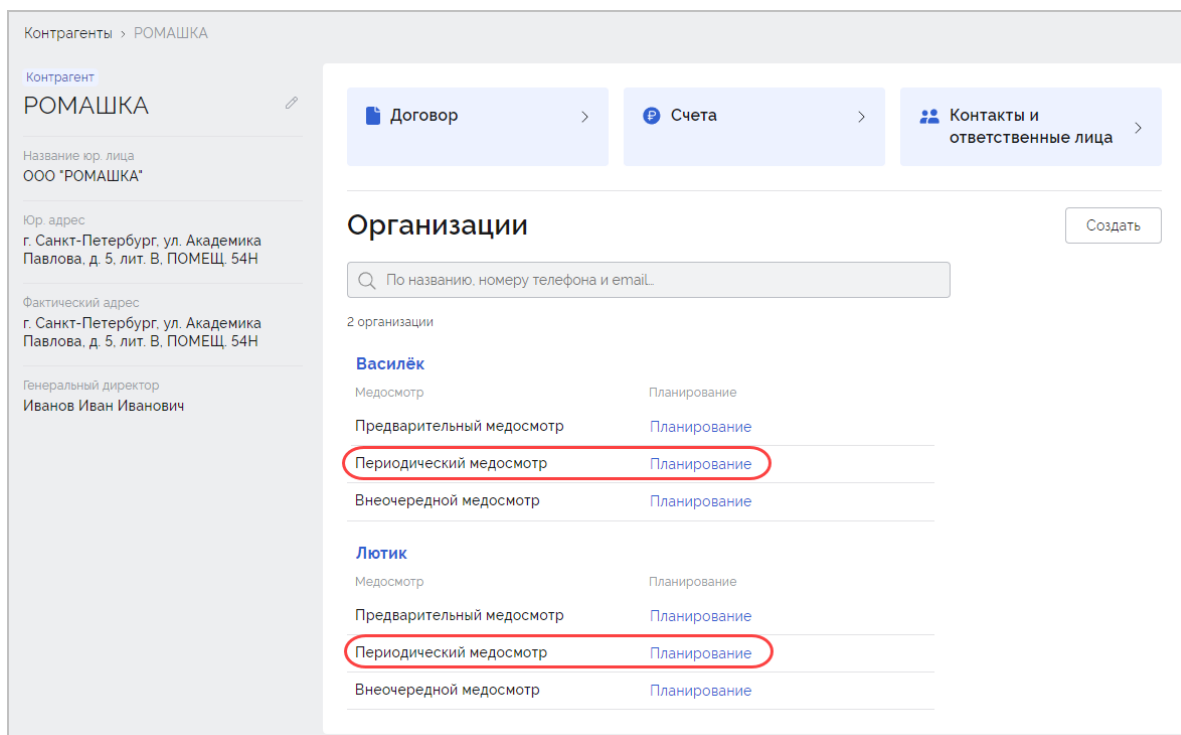 Контрагенты > РОМАШКА
Контрагент
РОМАШКА
Название юр. лица
ООО "РОМАШКА"
Юр. адрес
г. Санкт-Петербург, ул. Академика
Павлова, д. 5, лит. В, ПОМЕЩ. 54Н
Фактический адрес
г. Санкт-Петербург, ул. Академика
Павлова, д. 5, лит. В, ПОМЕЩ. 54Н
Генеральный директор
Иванов Иван Иванович
Договор
Счета
Контакты и
ответственные лица
Организации
Создать
По названию, номеру телефона и email...
2 организации
Василёк
Медосмотр Планирование
Предварительный медосмотр Планирование
Периодический медосмотр Планирование
Внеочередной медосмотр Планирование
Лютик
Медосмотр Планирование
Предварительный медосмотр Планирование
Периодический медосмотр Планирование
Внеочередной медосмотр Планирование